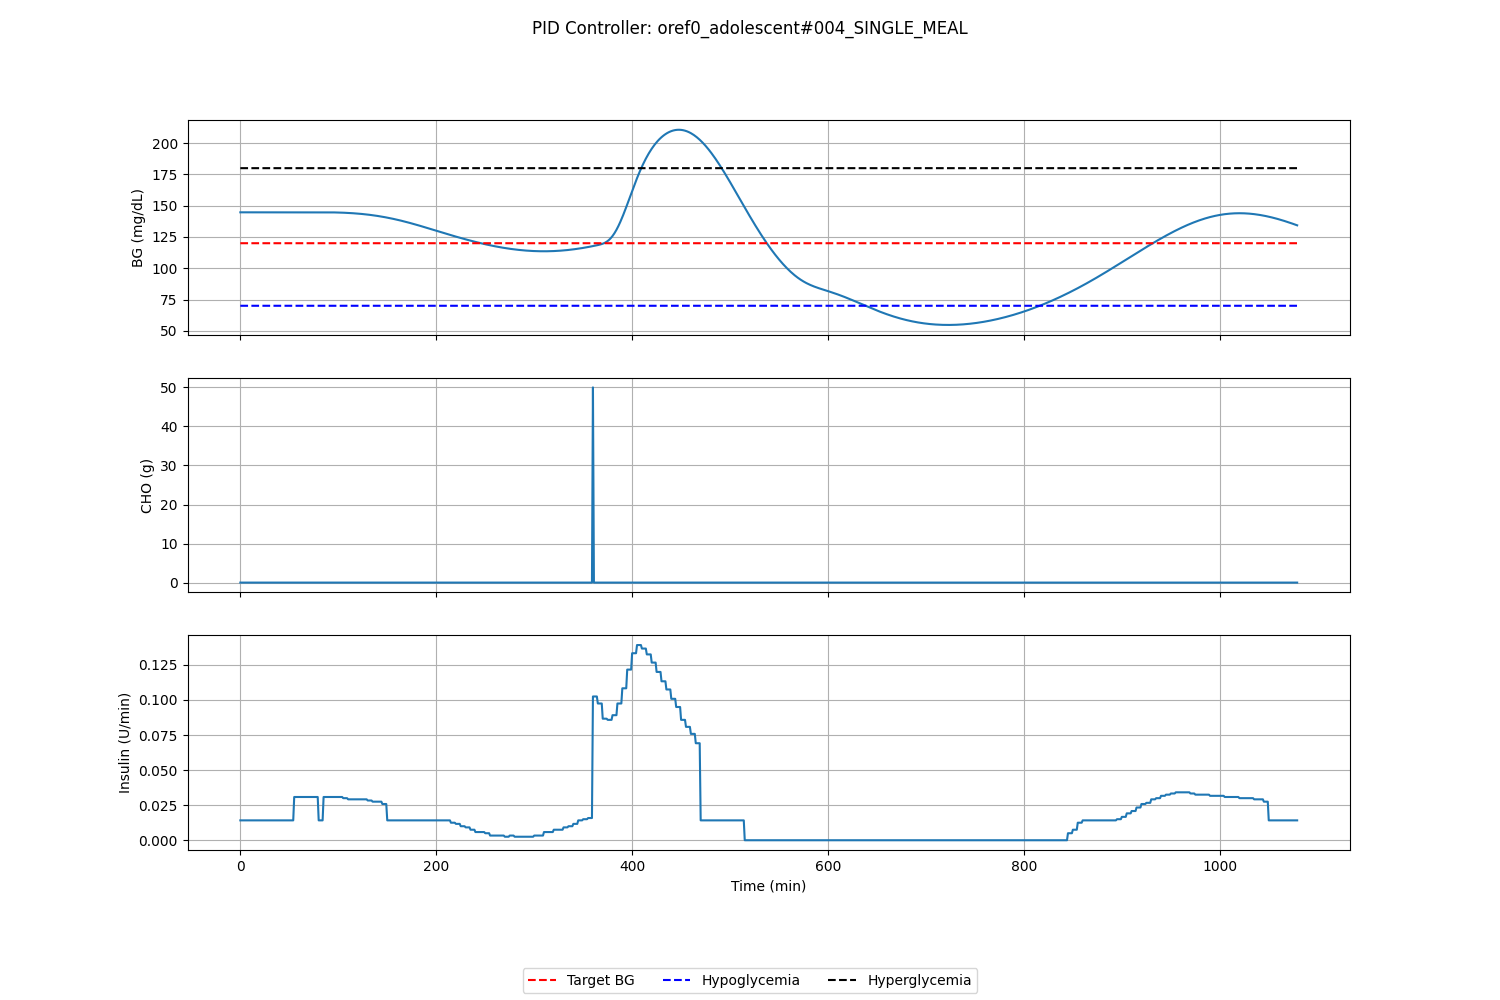 PID Controller: oref0_adolescent#004_SINGLE_MEAL
200
175
150
125
100
75
50
BG (mg/dL)
50
40
30
20
10
0
CHO (g)
0.125
0.100
0.075
0.050
0.025
0.000
Insulin (U/min)
0 200 400 600 800 1000
Time (min)
Target BG Hypoglycemia Hyperglycemia